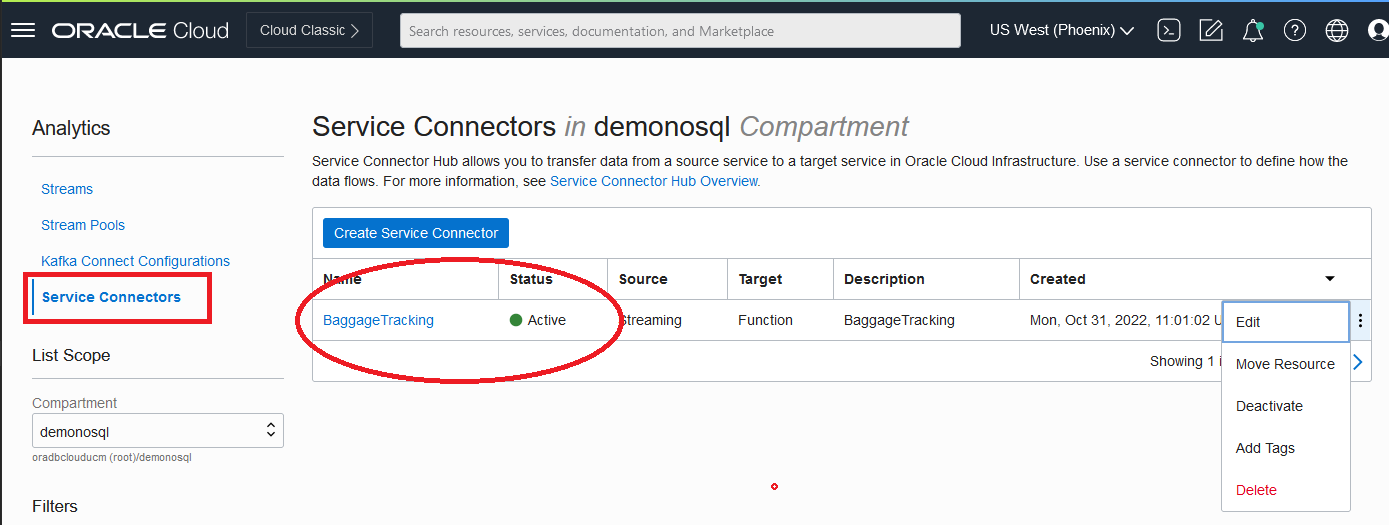 ORACLE Cloud
Cloud Classic >
Search resources, services, documentation, and Marketplace
US West (Phoenix)
Analytics
Streams
Stream Pools
Kafka Connect Configurations
Service Connectors
List Scope
Compartment
demonosql
oradbclouducm (root)/demonosql
Filters
Service Connectors in demonosql Compartment
Service Connector Hub allows you to transfer data from a source service to a target service in Oracle Cloud Infrastructure. Use a service connector to define how the
data flows. For more information, see Service Connector Hub Overview.
Create Service Connector
Name Status Source Target Description Created
BaggageTracking Active Streaming Function BaggageTracking Mon, Oct 31, 2022, 11:01:02
Showing 1
Edit
Move Resource
Deactivate
Add Tags
Delete